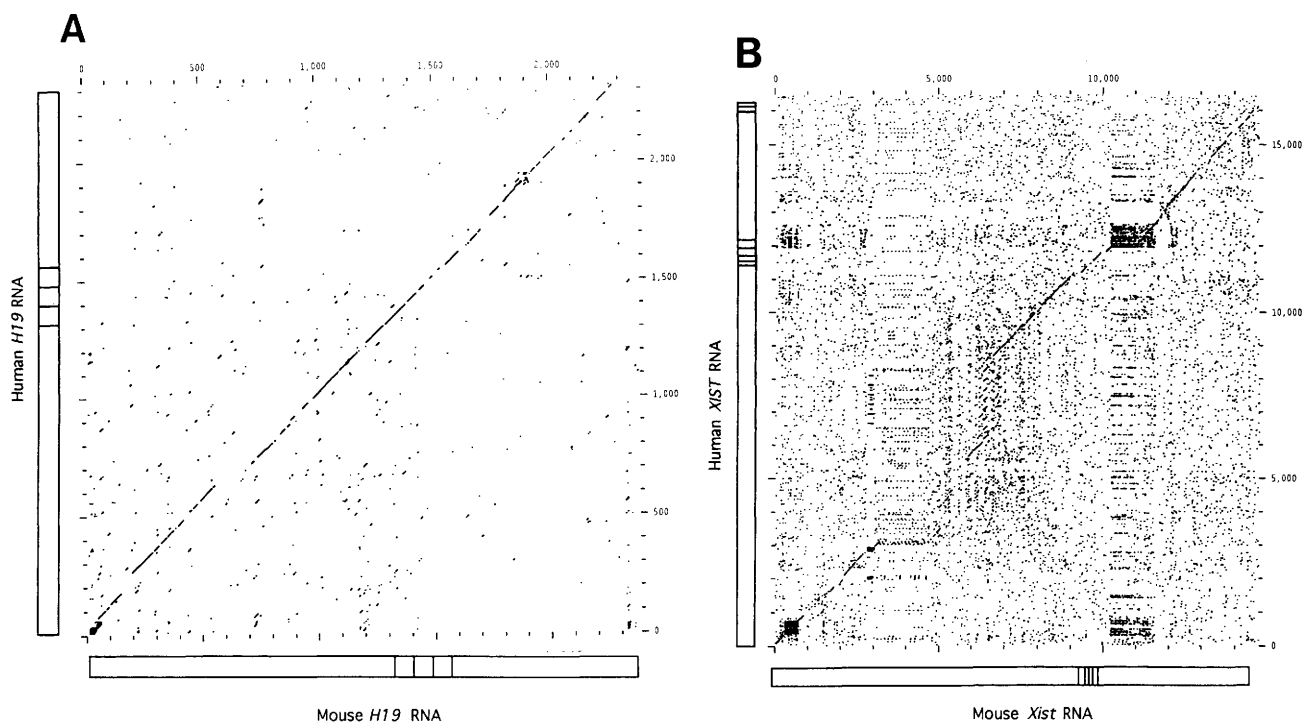 A
0 500 1,000 1,500 2,000
Human H19 RNA
2,000
1,500
1,000
500
0
Mouse H19 RNA
B
0 5,000 10,000
Human XIST RNA
15,000
10,000
5,000
0
Mouse Xist RNA